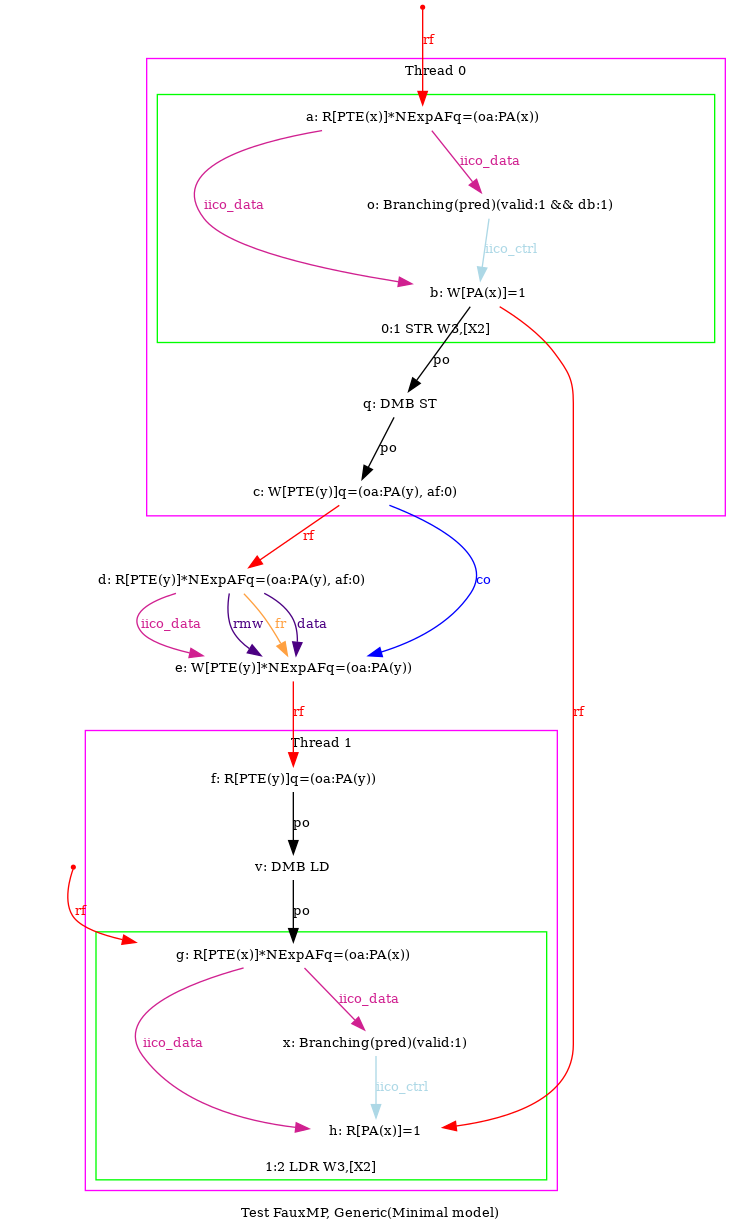 rf
Thread 0
a: R[PTE(x)]*NExpAFq=(oa:PA(x))
iico_data
o: Branching(pred)(valid:1 && db:1)
iico_data
iico_ctrl
b: W[PA(x)]=1
0:1 STR W3,[X2]
po
q: DMB ST
po
c: W[PTE(y)]q=(oa:PA(y), af:0)
rf
d: R[PTE(y)]*NExpAFq=(oa:PA(y), af:0)
co
iico_data
rmw
fr
data
e: W[PTE(y)]*NExpAFq=(oa:PA(y))
rf
rf
Thread 1
f: R[PTE(y)]q=(oa:PA(y))
po
v: DMB LD
po
rf
g: R[PTE(x)]*NExpAFq=(oa:PA(x))
iico_data
x: Branching(pred)(valid:1)
iico_data
iico_ctrl
h: R[PA(x)]=1
1:2 LDR W3,[X2]
Test FauxMP, Generic(Minimal model)